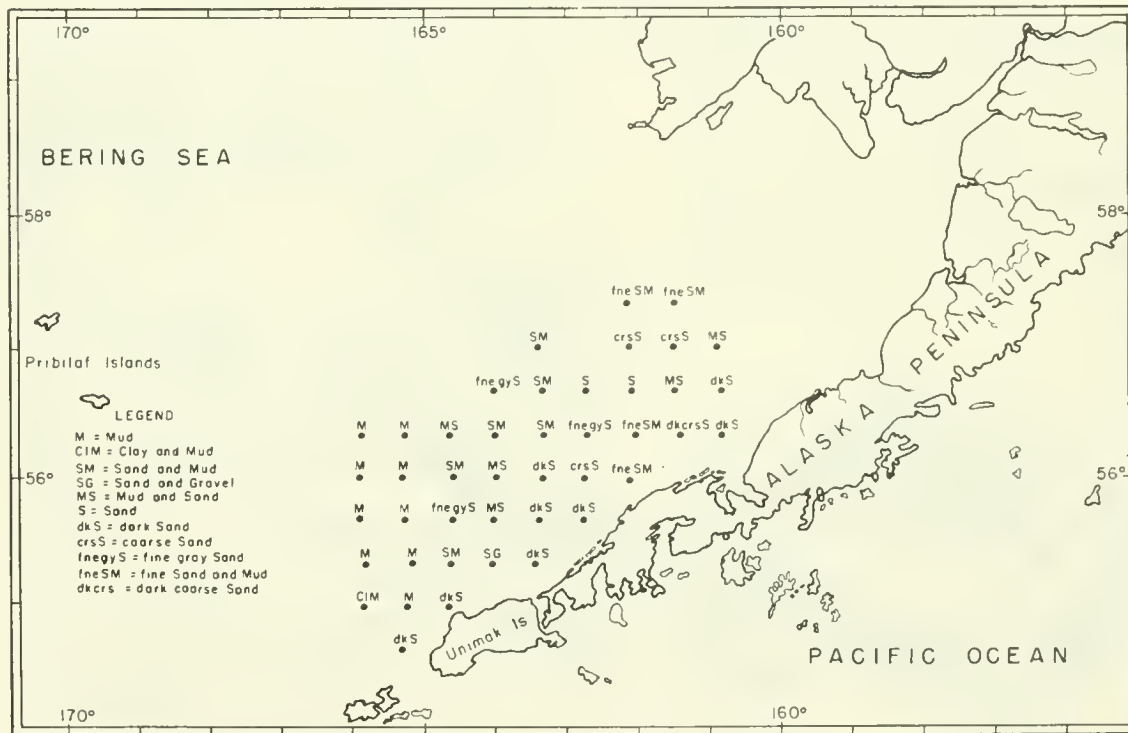 170° 165° 160°
BERING SEA
58° 58°
fneSM fneSM
SM crsS crsS MS
Pribilaf Islands
fnegyS SM S S MS dkS
ALASKA PENINSULA
LEGEND
M = Mud
ClM = Clay and Mud
SM = Sand and Mud
SG = Sand and Gravel
MS = Mud and Sand
S = Sand
dkS = dark Sand
crsS = coarse Sand
fnegyS = fine gray Sand
fneSM = fine Sand and Mud
dkcrs = dark coarse Sand
M M MS SM SM fnegyS fneSM dkcrsS dkS
M M SM MS dkS crsS fneSM
56° 56°
M M fnegyS MS dkS dkS
M M SM SG dkS
ClM M dkS
Unimak Is
dkS
PACIFIC OCEAN
170° 160°